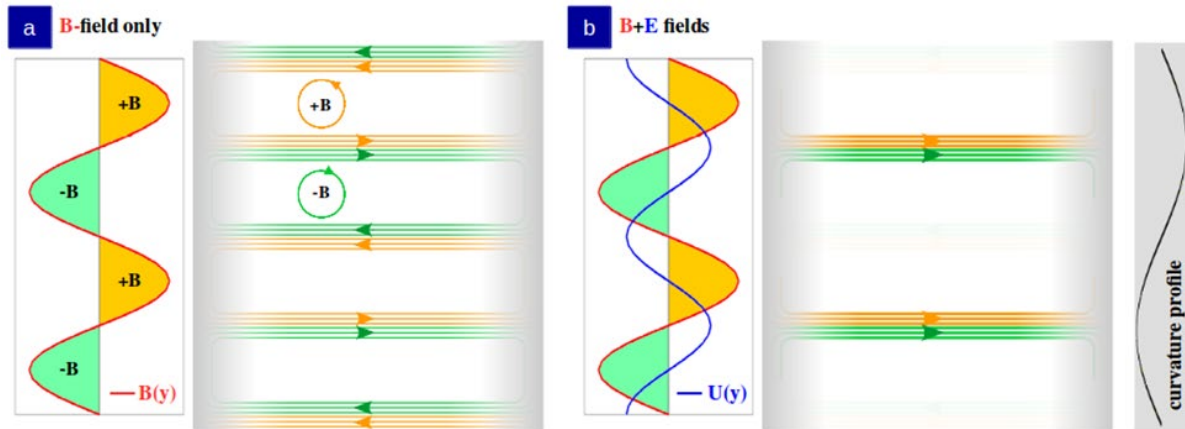 a B-field only
+B
-B
+B
-B
B(y)
+B
-B
b B+E fields
U(y)
curvature profile